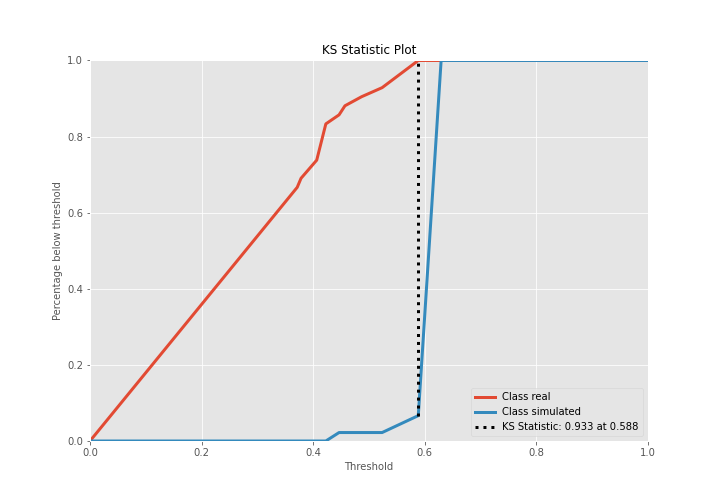 KS Statistic Plot
1.0
0.8
0.6
0.4
0.2
0.0
Percentage below threshold
Class real
Class simulated
KS Statistic: 0.933 at 0.588
0.0 0.2 0.4 0.6 0.8 1.0
Threshold